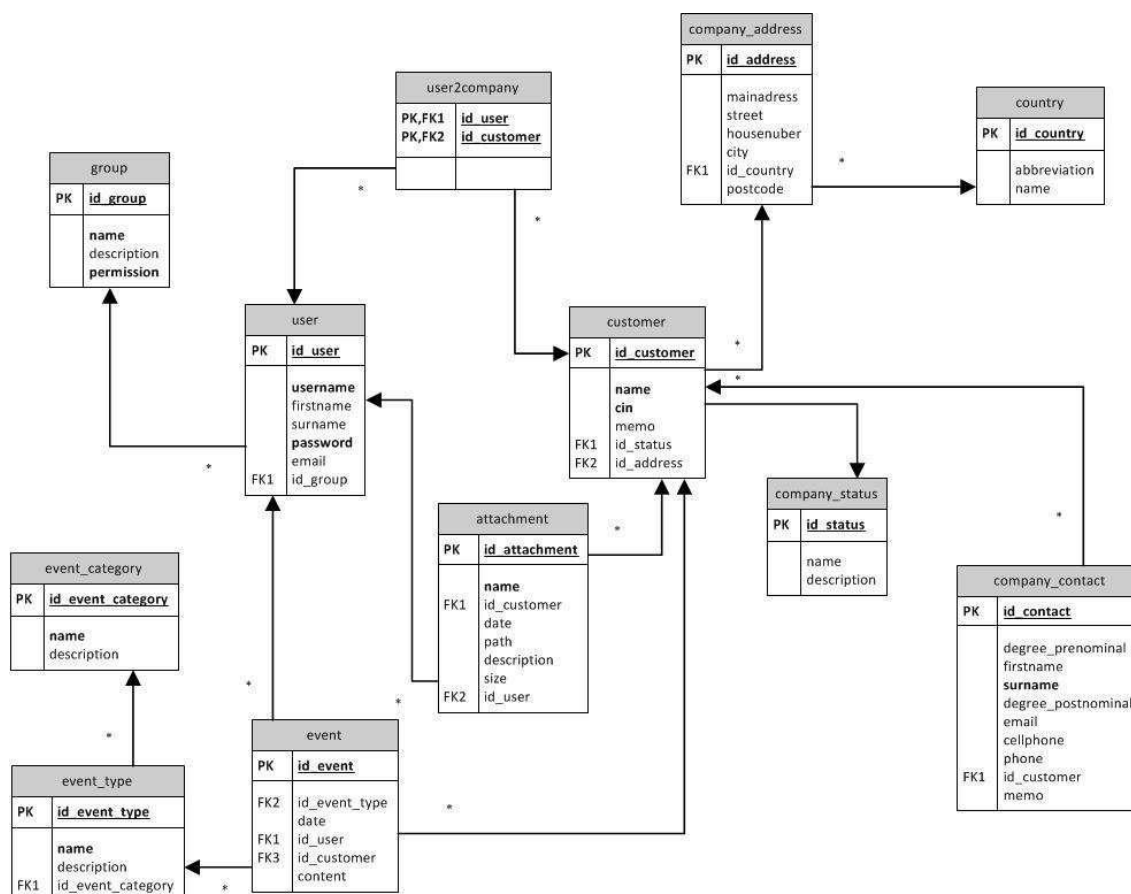 company_address
PK id_address
mainadress
street
housenuber
city
FK1 id_country
postcode
user2company
PK,FK1 id_user
PK,FK2 id_customer
country
PK id_country
abbreviation
name
group
PK id_group
name
description
permission
*
*
*
user
PK id_user
username
firstname
surname
password
email
FK1 id_group
customer
PK id_customer
name
cin
memo
FK1 id_status
FK2 id_address
*
*
*
company_status
PK id_status
name
description
attachment
PK id_attachment
name
FK1 id_customer
date
path
description
size
FK2 id_user
*
*
company_contact
PK id_contact
degree_prenominal
firstname
surname
degree_postnominal
email
cellphone
phone
FK1 id_customer
memo
event_category
PK id_event_category
name
description
*
*
*
event
PK id_event
FK2 id_event_type
date
FK1 id_user
FK3 id_customer
content
*
event_type
PK id_event_type
name
description
FK1 id_event_category
*